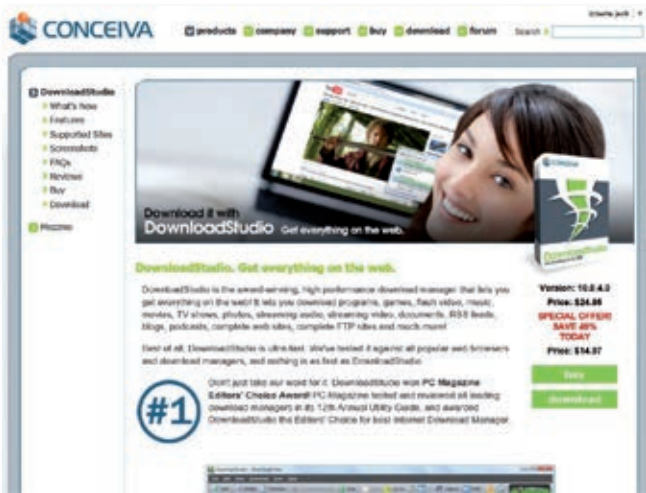 CONCEIVA
products company support buy download forum Search
DownloadStudio
What's New
Features
Supported Sites
Screenshots
FAQs
Reviews
Buy
Download
Mezzmo
Download it with
DownloadStudio Get everything on the web.
CONCEIVA
DownloadStudio
DownloadStudio. Get everything on the web.
DownloadStudio is the award-winning, high performance download manager that lets you
get everything on the web! It lets you download programs, games, flash video, music,
movies, TV shows, photos, streaming audio, streaming video, documents, RSS feeds,
blogs, podcasts, complete web sites, complete FTP sites and much more!
Best of all, DownloadStudio is ultra-fast. We've tested it against all popular web browsers
and download managers, and nothing is as fast as DownloadStudio.
#1
Don't just take our word for it. DownloadStudio won PC Magazine
Editors' Choice Award! PC Magazine tested and reviewed all leading
download managers in its 12th Annual Utility Guide, and awarded
DownloadStudio the Editors' Choice for best Internet Download Manager.
Version: 10.0.4.0
Price: $24.95
SPECIAL OFFER!
SAVE 40%
TODAY
Price: $14.97
buy
download